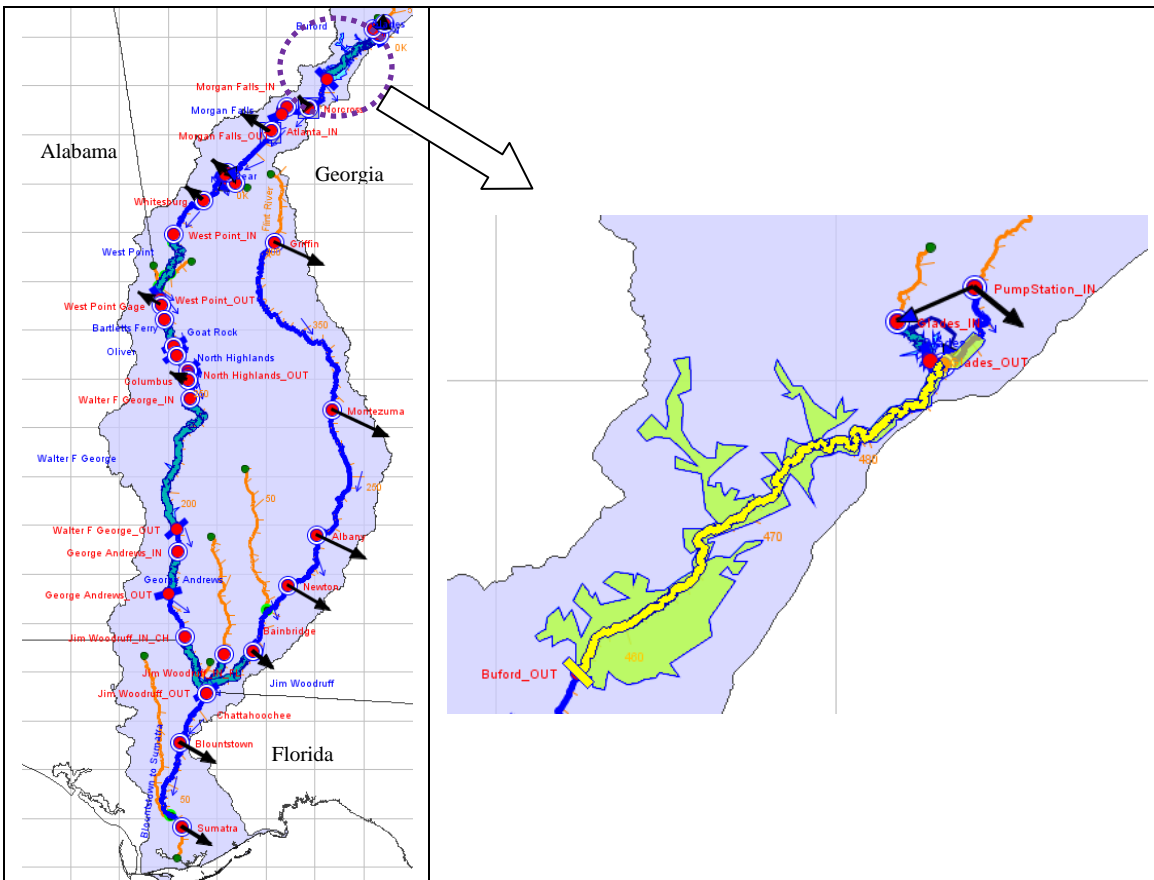 Buford
0K
Morgan Falls_IN
Morgan Falls
Norcross
Morgan Falls_OUT
Atlanta_IN
Alabama
Georgia
0K
Whitesburg
Flint River
West Point_IN
Griffin
West Point
West Point_OUT
West Point Gage
Bartletts Ferry
350
Goat Rock
Oliver
North Highlands
North Highlands_OUT
Columbus
Walter F George_IN
Montezuma
Walter F George
250
50
200
Walter F George_OUT
Albany
George Andrews_IN
George Andrews
Newton
George Andrews_OUT
Bainbridge
Jim Woodruff_IN_CH
Jim Woodruff
Jim Woodruff_OUT
Chattahoochee
Blountstown
Florida
Blountstown to Sumatra
50
Sumatra
PumpStation_IN
Glades_IN
480
470
460
Buford_OUT